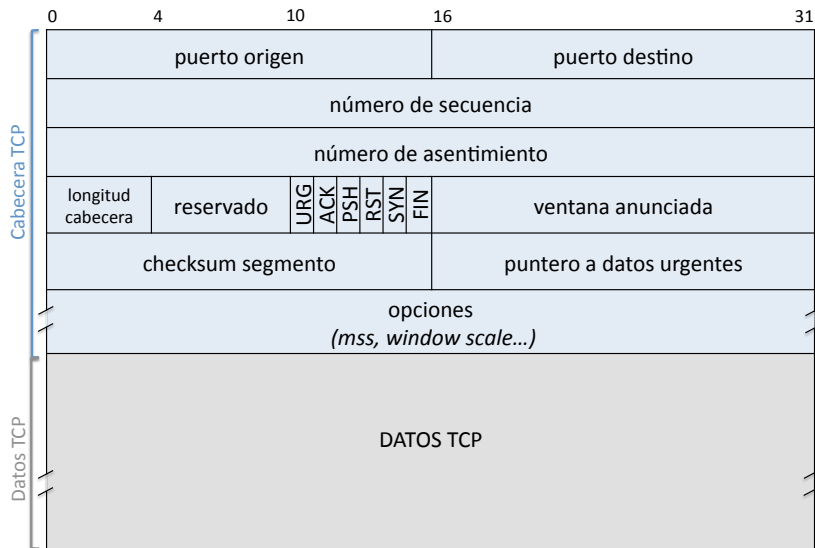 0 4 10 16 31
puerto origen puerto destino
número de secuencia
número de asentimiento
longitud
cabecera
reservado
URG
ACK
PSH
RST
SYN
FIN
ventana anunciada
checksum segmento puntero a datos urgentes
opciones
(mss, window scale...)
Cabecera TCP
DATOS TCP
Datos TCP